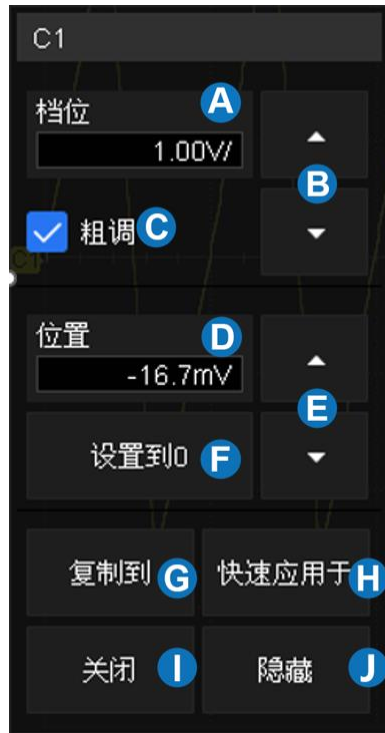 C1
档位 A
1.00V/
B
粗调 C
C1
位置 D
-16.7mV
E
设置到0 F
复制到 G 快速应用于 H
关闭 I 隐藏 J